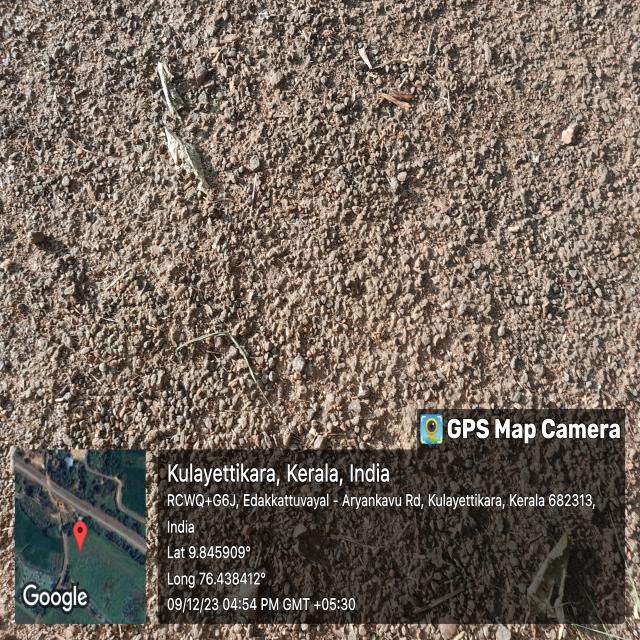 GPS Map Camera
Kulayettikara, Kerala, India
RCWQ+G6J, Edakkattuvayal - Aryankavu Rd, Kulayettikara, Kerala 682313,
India
Lat 9.845909°
Long 76.438412°
09/12/23 04:54 PM GMT +05:30
Google